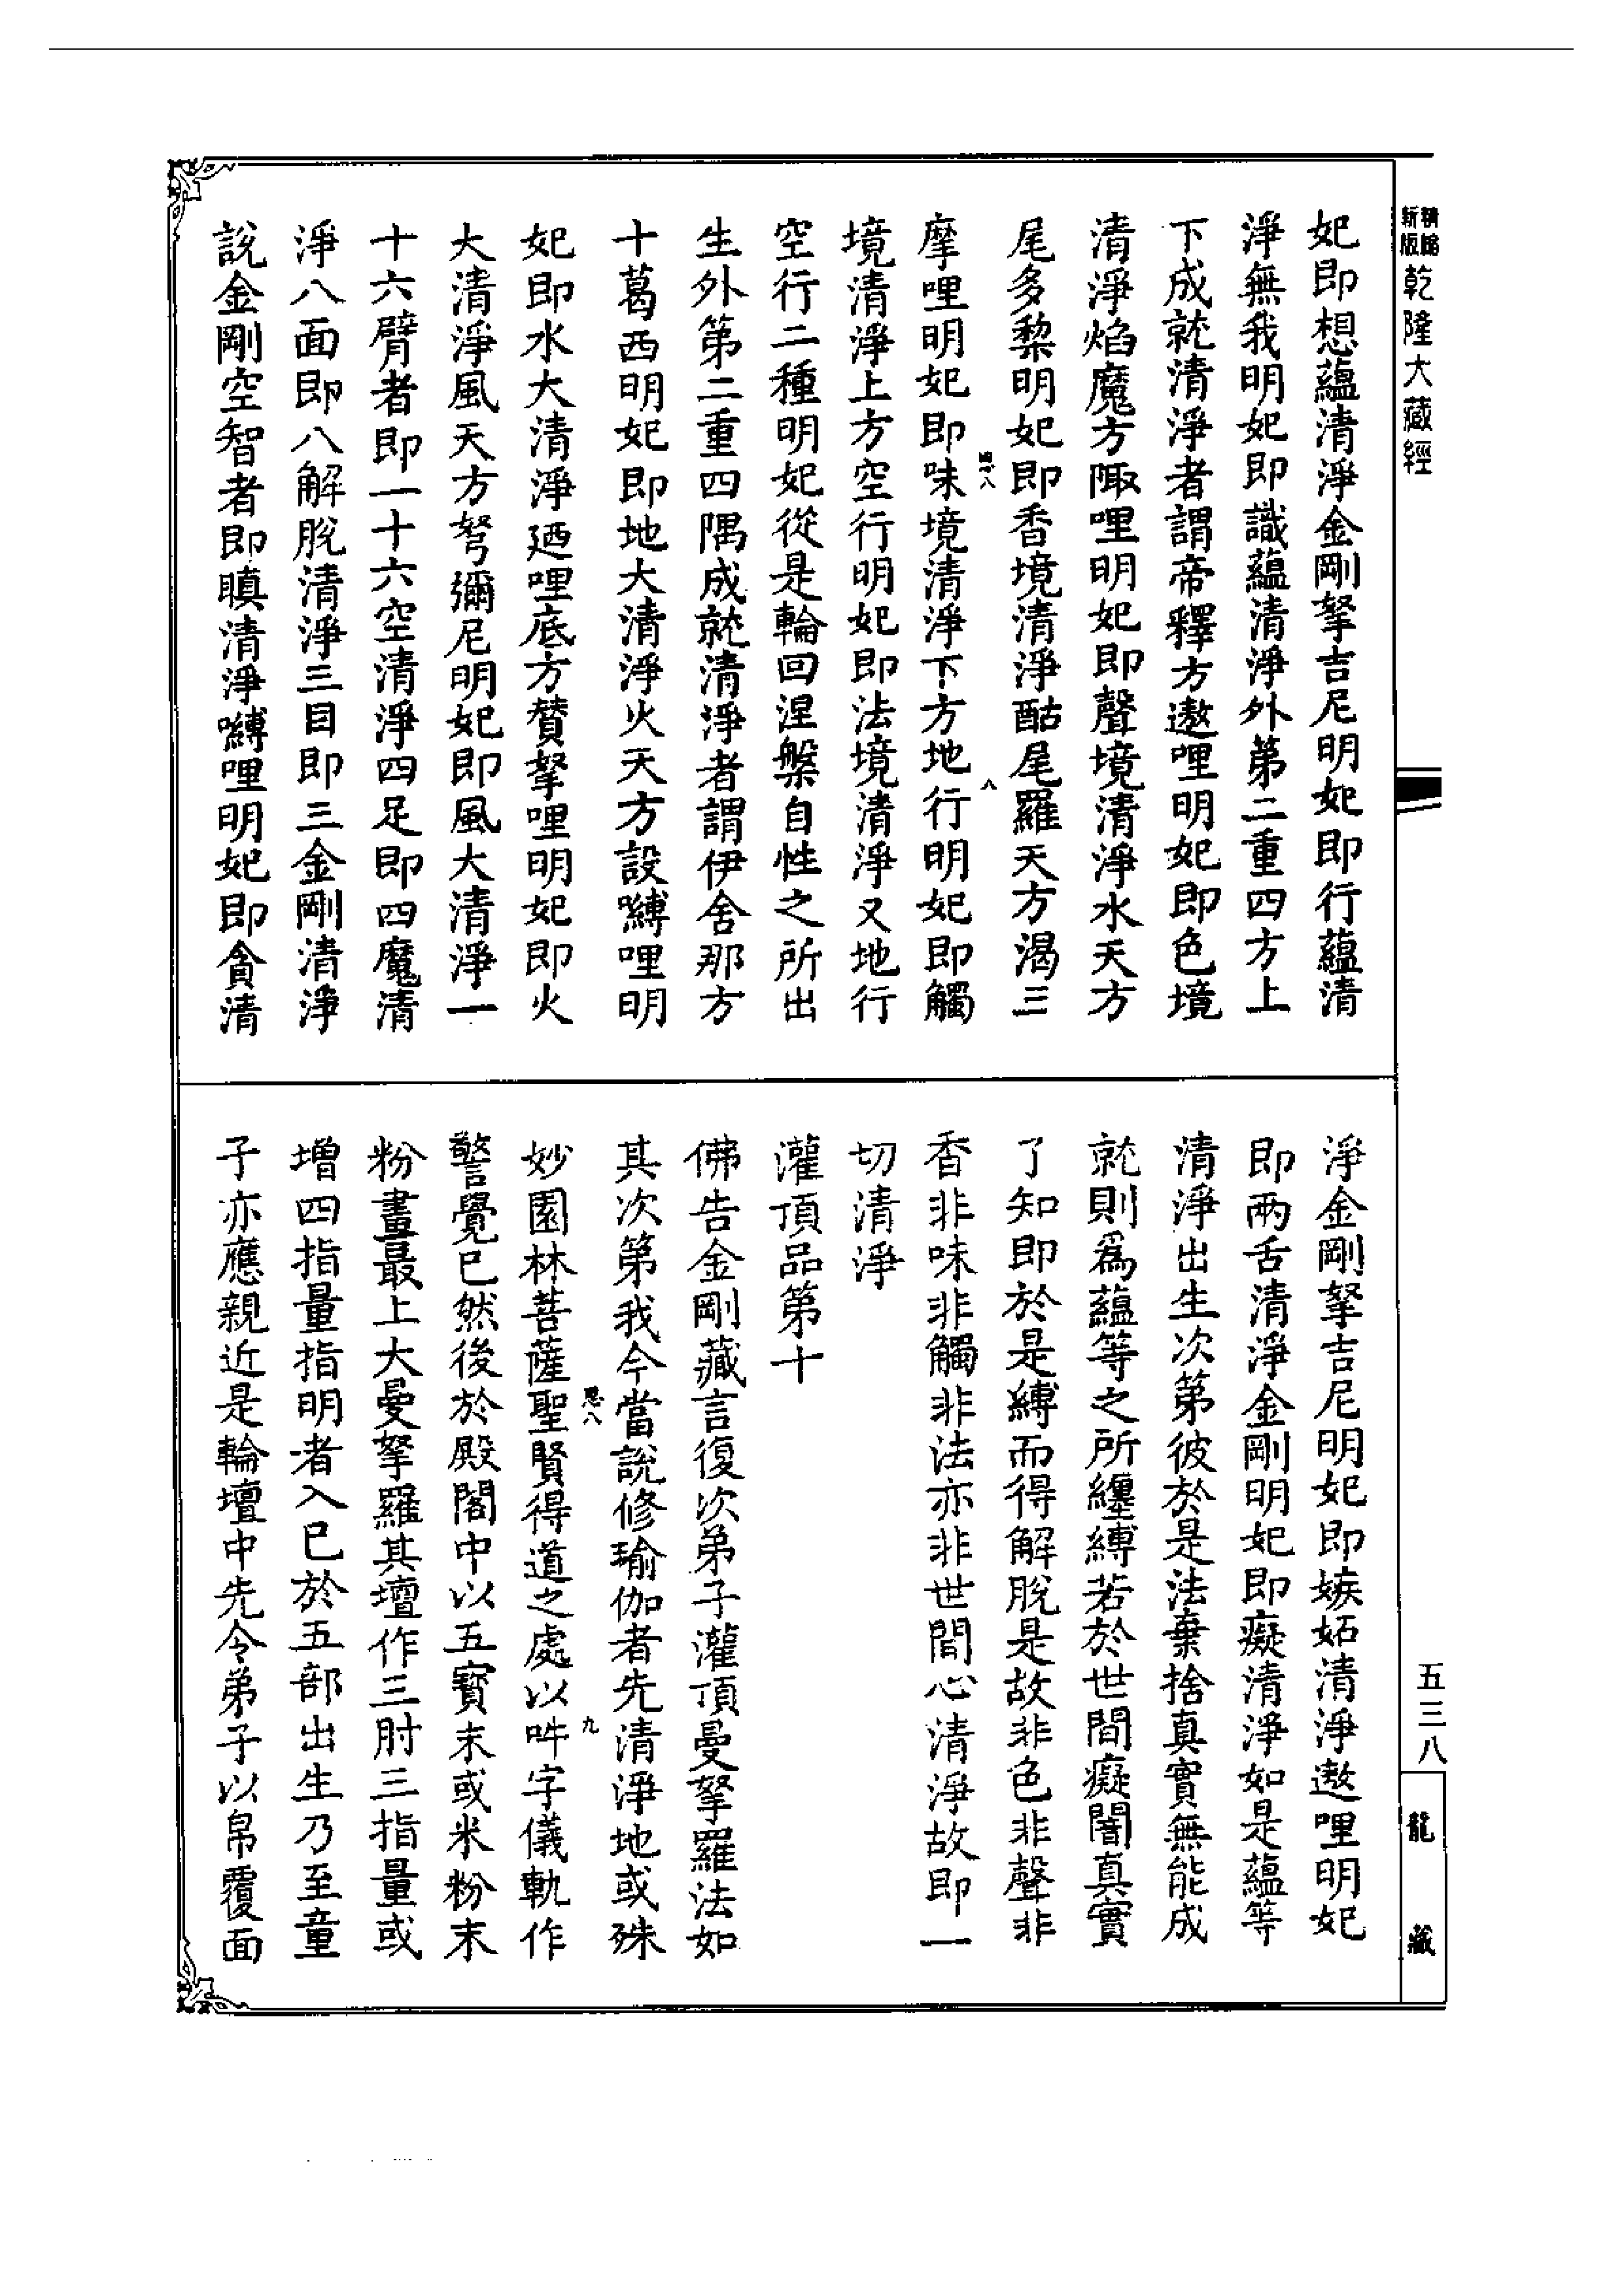 新版
精縮
乾隆大藏經
妃即想蘊清淨金剛拏吉尼明妃即行蘊清
淨無我明妃即識蘊清淨外第二重四方上
下成就清淨者謂帝釋方遨哩明妃即色境
清淨焰魔方陬哩明妃即聲境清淨水天方
尾多黎明妃即香境清淨酤尾羅天方渴三
摩哩明妃即味境清淨下方地行明妃即觸
境清淨上方空行明妃即法境清淨又地行
空行二種明妃從是輪回涅槃自性之所出
生外第二重四隅成就清淨者謂伊舍那方
十葛西明妃即地大清淨火天方設嚩哩明
妃即水大清淨廼哩底方贊拏哩明妃即火
大清淨風天方弩彌尼明妃即風大清淨一
十六臂者即一十六空清淨四足即四魔清
淨八面即八解脫清淨三目即三金剛清淨
說金剛空智者即瞋清淨嚩哩明妃即貪清
八
淨金剛拏吉尼明妃即嫉妬清淨遨哩明妃
即兩舌清淨金剛明妃即癡清淨如是蘊等
清淨出生次第彼於是法棄捨真實無能成
就則為蘊等之所纏縛若於世間癡闇真實
了知即於是縛而得解脫是故非色非聲非
香非味非觸非法亦非世間心清淨故即一
切清淨
灌頂品第十
佛告金剛藏言復次弟子灌頂曼拏羅法如
其次第我今當說修瑜伽者先清淨地或殊
妙園林菩薩聖賢得道之處以吽字儀軌作
警覺已然後於殿閣中以五寶末或米粉末
粉畫最上大曼拏羅其壇作三肘三指量或
增四指量指明者入已於五部出生乃至童
子亦應親近是輪壇中先令弟子以帛覆面
九
五三八
龍藏